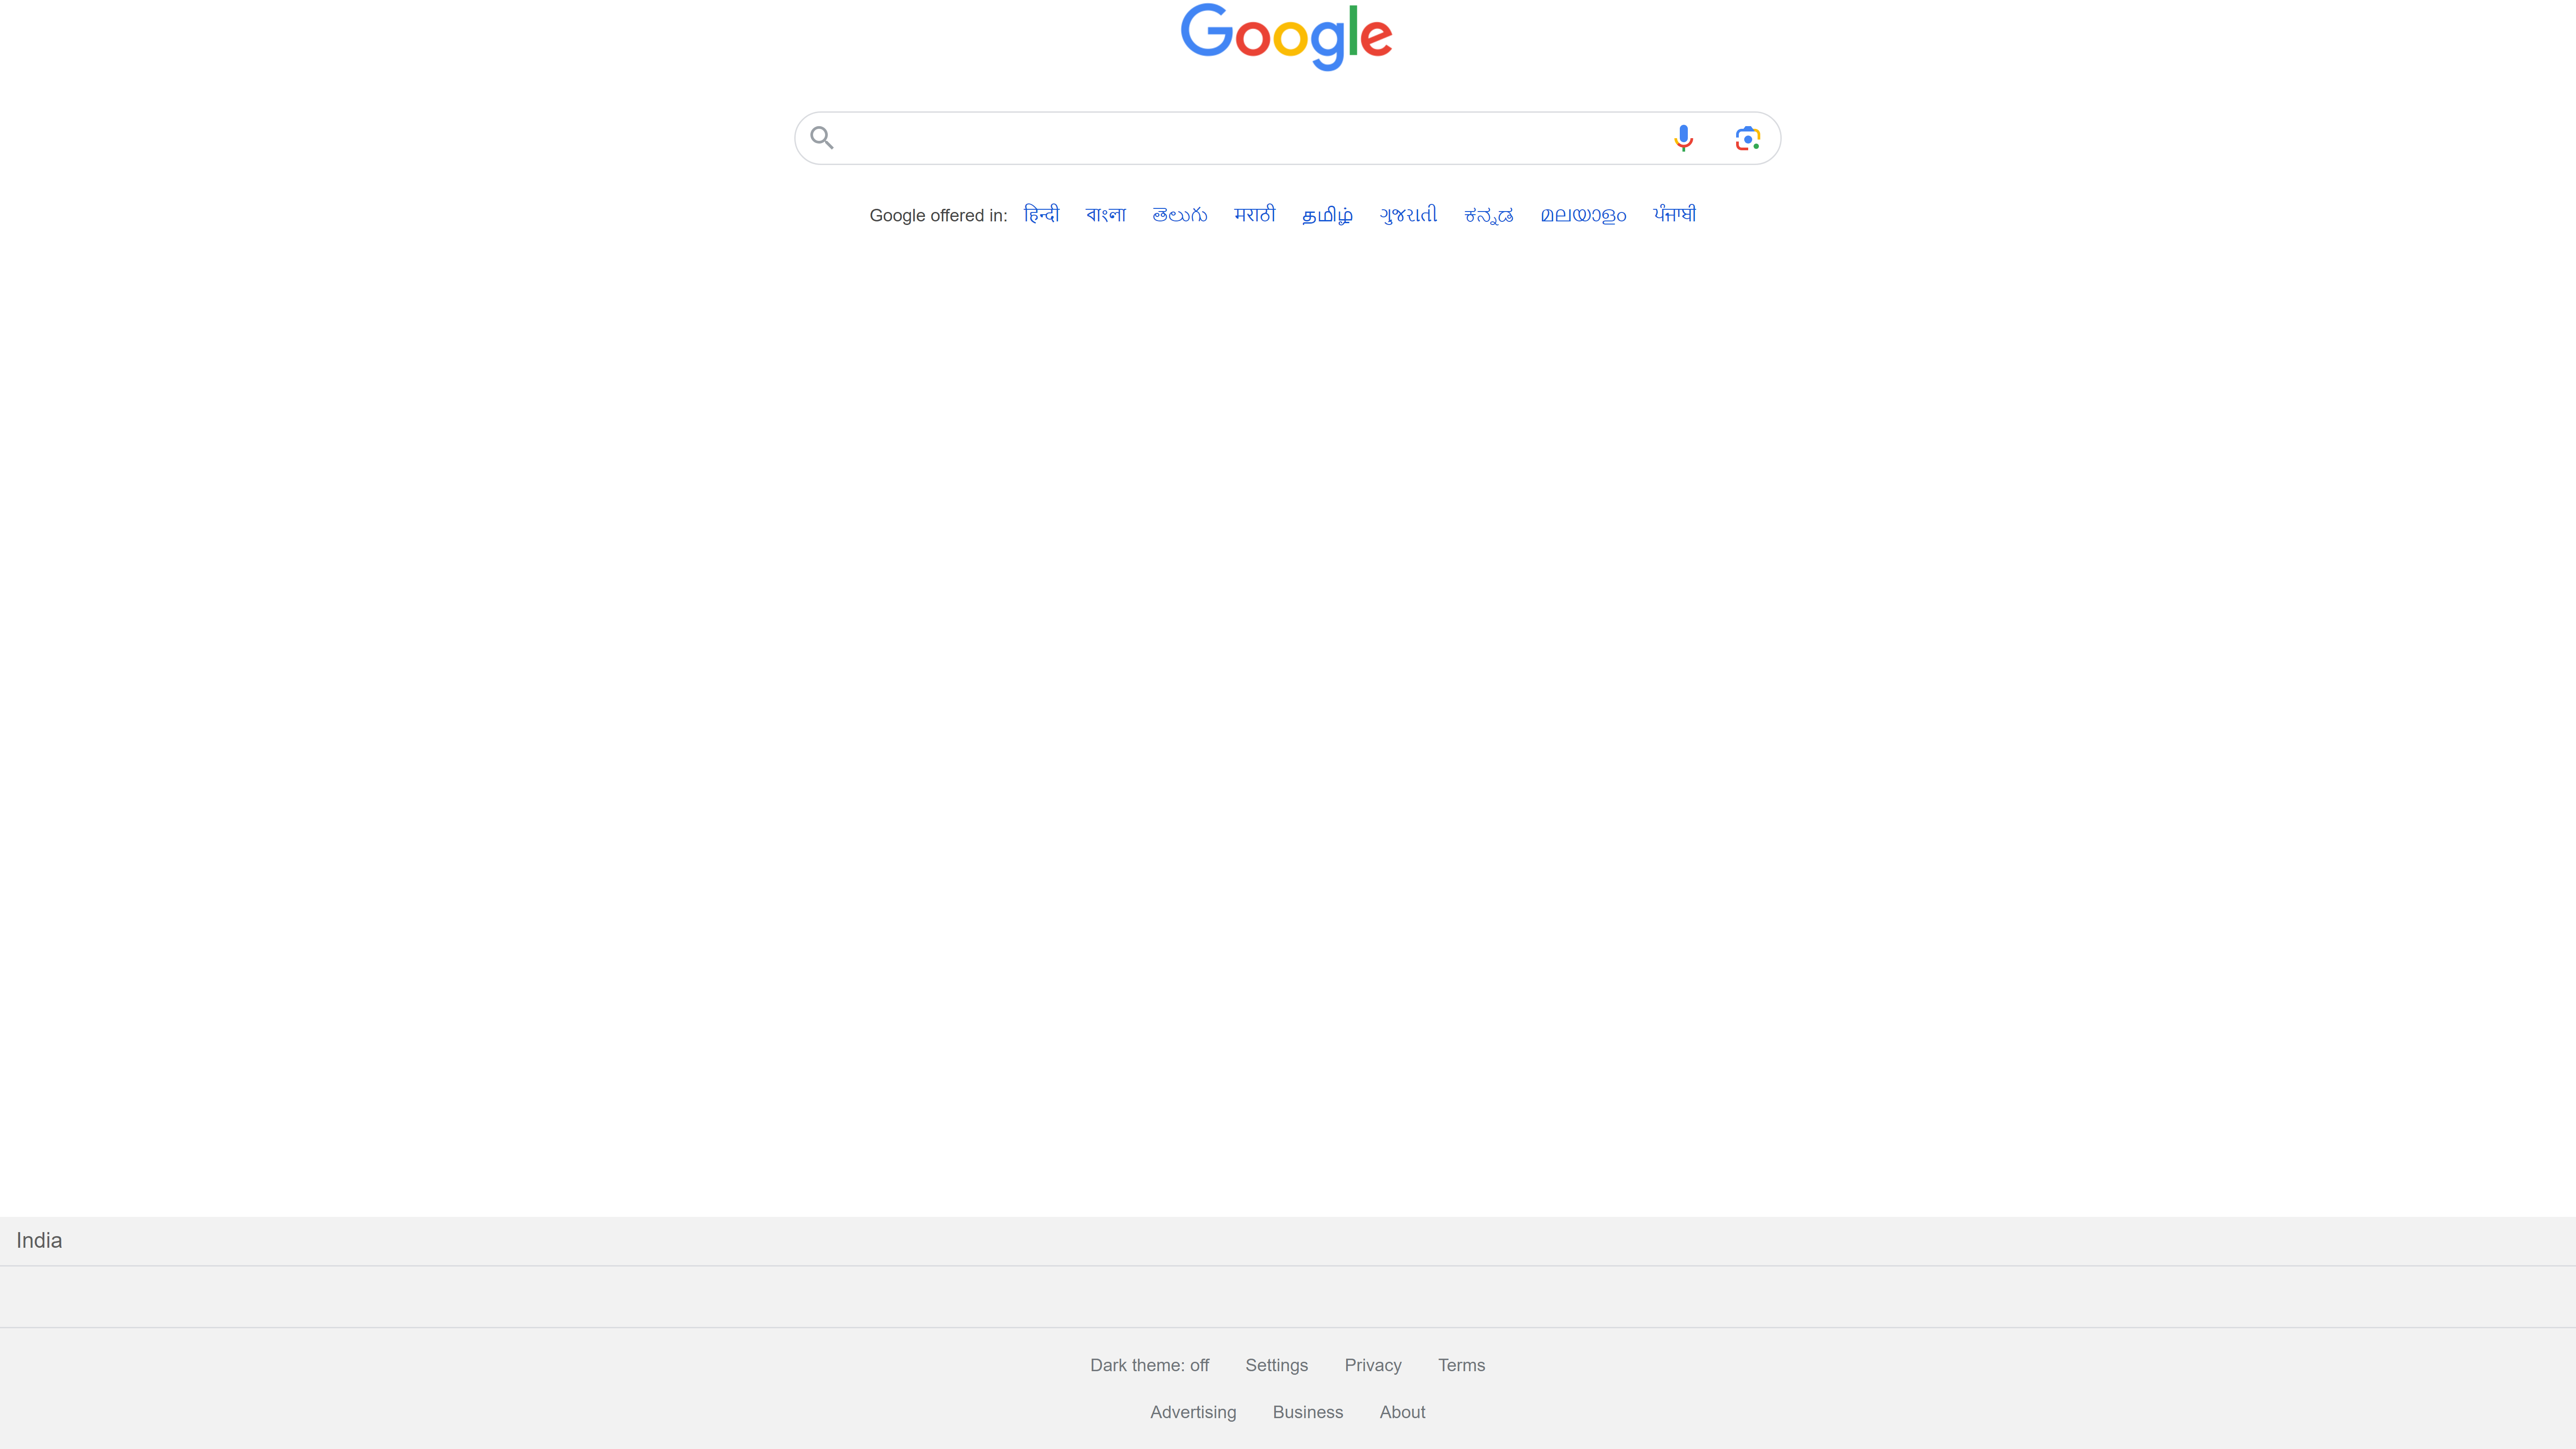 Google
Google offered in: हिन्दी বাংলা తెలుగు मराठी தமிழ் ગુજરાતી ಕನ್ನಡ മലയാളം ਪੰਜਾਬੀ
India
Dark theme: off Settings Privacy Terms
Advertising Business About